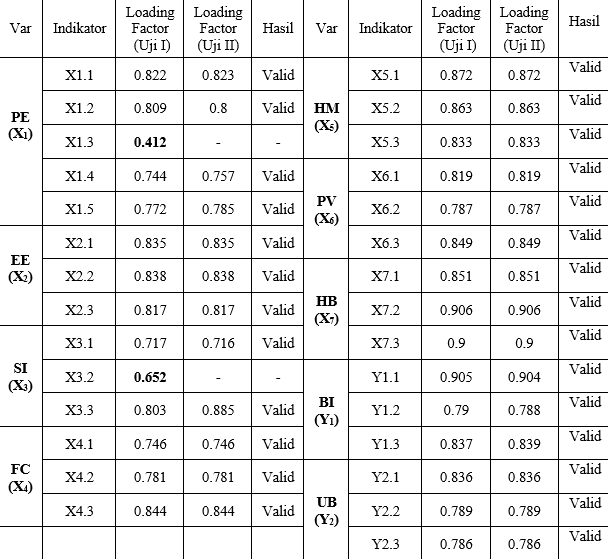 Var Indikator Loading Factor (Uji I) Loading Factor (Uji II) Hasil Var Indikator Loading Factor (Uji I) Loading Factor (Uji II) Hasil
PE (X1) X1.1 0.822 0.823 Valid HM (X5) X5.1 0.872 0.872 Valid
X1.2 0.809 0.8 Valid X5.2 0.863 0.863 Valid
X1.3 0.412 - - X5.3 0.833 0.833 Valid
X1.4 0.744 0.757 Valid PV (X6) X6.1 0.819 0.819 Valid
X1.5 0.772 0.785 Valid X6.2 0.787 0.787 Valid
EE (X2) X2.1 0.835 0.835 Valid X6.3 0.849 0.849 Valid
X2.2 0.838 0.838 Valid HB (X7) X7.1 0.851 0.851 Valid
X2.3 0.817 0.817 Valid X7.2 0.906 0.906 Valid
SI (X3) X3.1 0.717 0.716 Valid X7.3 0.9 0.9 Valid
X3.2 0.652 - - BI (Y1) Y1.1 0.905 0.904 Valid
X3.3 0.803 0.885 Valid Y1.2 0.79 0.788 Valid
FC (X4) X4.1 0.746 0.746 Valid Y1.3 0.837 0.839 Valid
X4.2 0.781 0.781 Valid UB (Y2) Y2.1 0.836 0.836 Valid
X4.3 0.844 0.844 Valid Y2.2 0.789 0.789 Valid
Y2.3 0.786 0.786 Valid